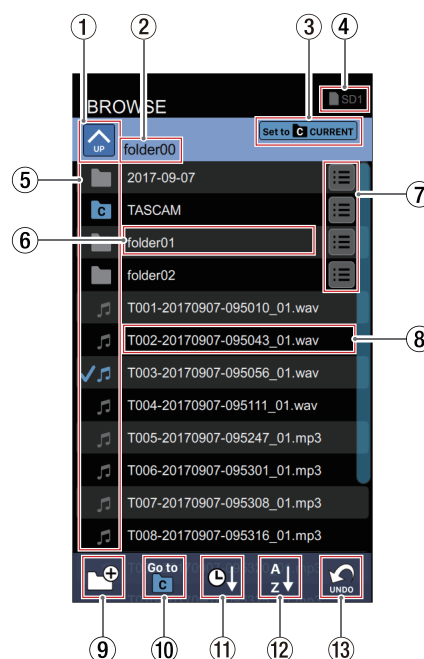 ① ② ③ ④
SD1
BROWSE
Set to C CURRENT
UP
folder00
⑤
2017-09-07
⑦
C TASCAM
⑥
folder01
folder02
T001-20170907-095010_01.wav
T002-20170907-095043_01.wav
⑧
T003-20170907-095056_01.wav
T004-20170907-095111_01.wav
T005-20170907-095247_01.mp3
T006-20170907-095301_01.mp3
T007-20170907-095308_01.mp3
T008-20170907-095316_01.mp3
Go to
C
A
Z
UNDO
⑨ ⑩ ⑪ ⑫ ⑬